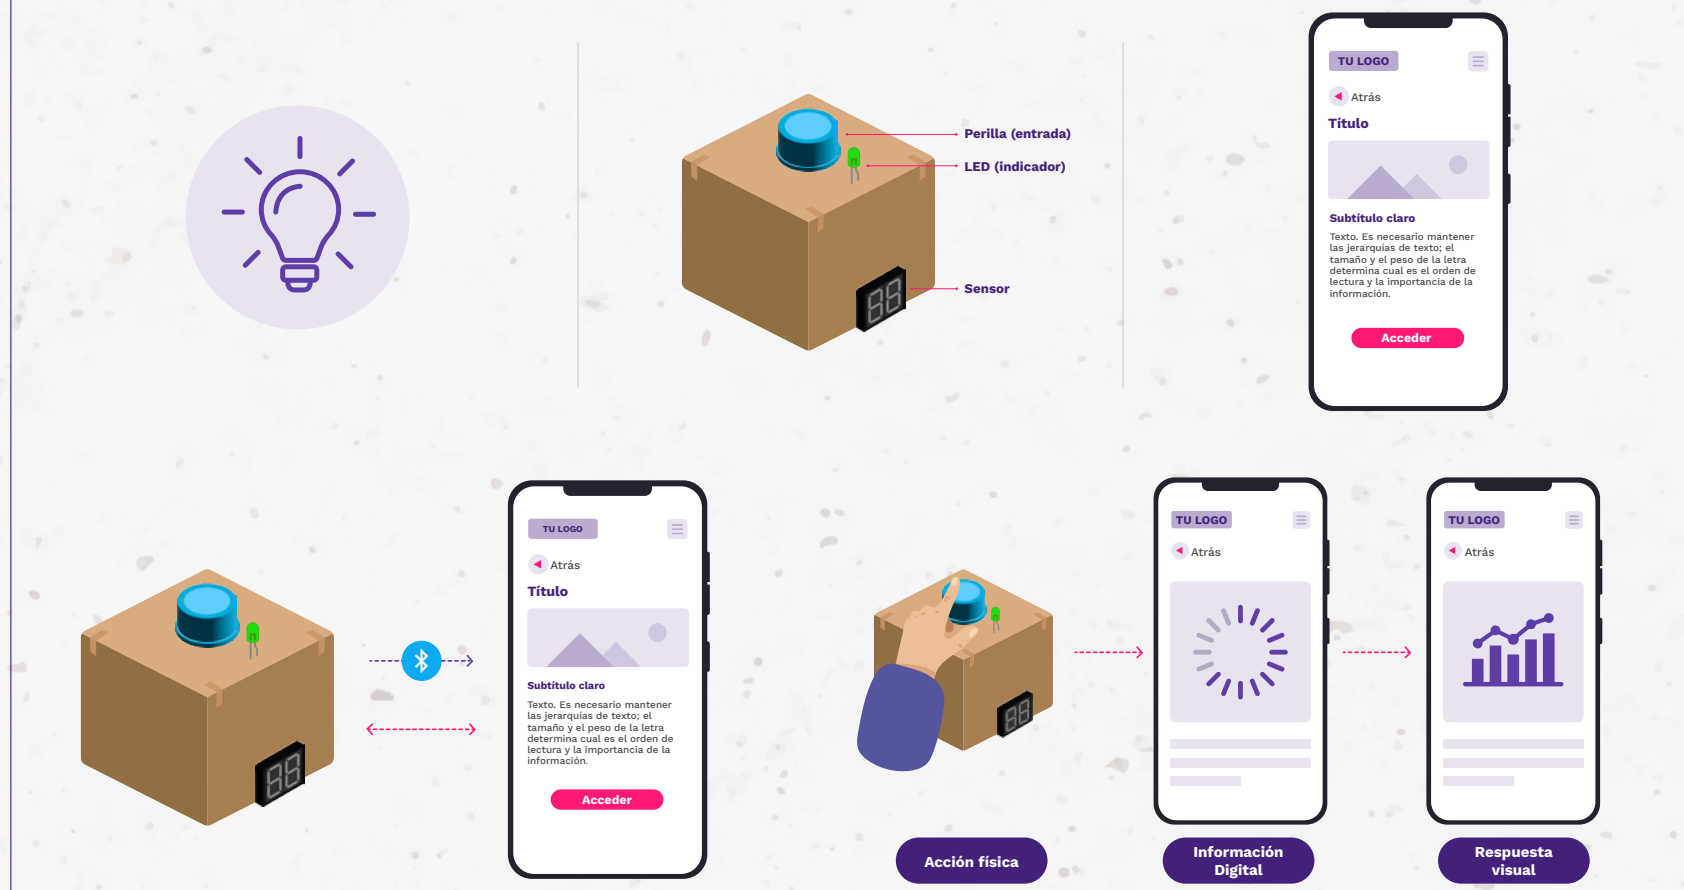 Perilla (entrada)
LED (indicador)
Sensor
TU LOGO
Atrás
Título
Subtítulo claro
Texto. Es necesario mantener
las jerarquías de texto; el
tamaño y el peso de la letra
determina cual es el orden de
lectura y la importancia de la
información.
Acceder
TU LOGO
Atrás
Título
Subtítulo claro
Texto. Es necesario mantener
las jerarquías de texto; el
tamaño y el peso de la letra
determina cual es el orden de
lectura y la importancia de la
información.
Acceder
TU LOGO
Atrás
TU LOGO
Atrás
Acción física
Información
Digital
Respuesta
visual